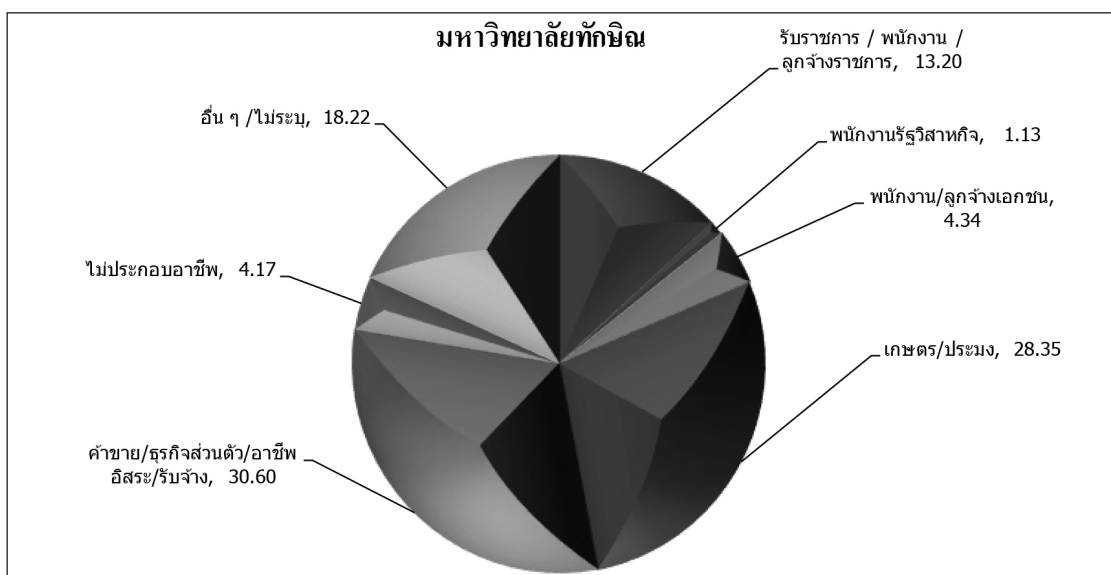 มหาวิทยาลัยทักษิณ
รับราชการ / พนักงาน /
ลูกจ้างราชการ, 13.20
อื่น ๆ /ไม่ระบุ, 18.22
พนักงานรัฐวิสาหกิจ, 1.13
พนักงาน/ลูกจ้างเอกชน,
4.34
ไม่ประกอบอาชีพ, 4.17
เกษตร/ประมง, 28.35
ค้าขาย/ธุรกิจส่วนตัว/อาชีพ
อิสระ/รับจ้าง, 30.60